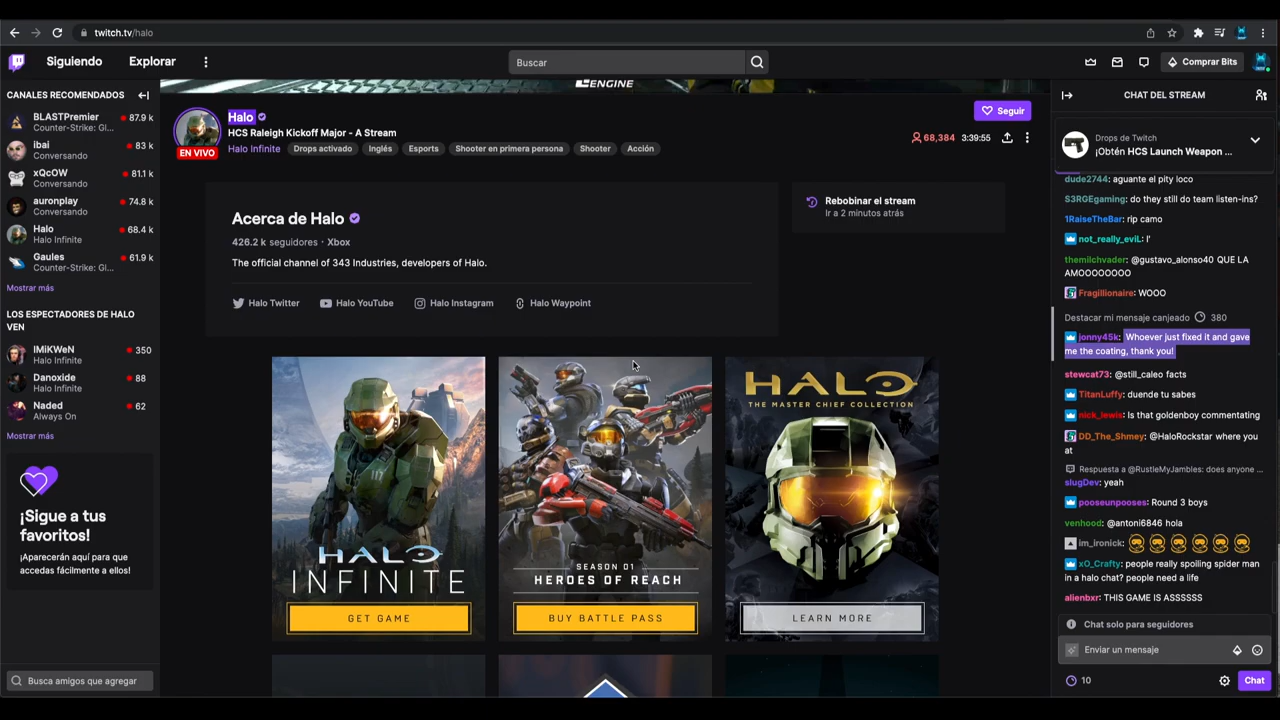 twitch.tv/halo
Siguiendo
Explorar
Buscar
Comprar Bits
CANALES RECOMENDADOS
BLASTPremier
87.9 k
Counter-Strike: Gl...
ibai
83 k
Conversando
xQcOW
81.1 k
Conversando
auronplay
74.8 k
Conversando
Halo
68.4 k
Halo Infinite
Gaules
61.9 k
Counter-Strike: Gl...
Mostrar más
LOS ESPECTADORES DE HALO
VEN
IMiKWeN
350
Halo Infinite
Danoxide
88
Halo Infinite
Naded
62
Always On
Mostrar más
¡Sigue a tus
favoritos!
¡Aparecerán aquí para que
accedas fácilmente a ellos!
Busca amigos que agregar
ENGINE
Halo
HCS Raleigh Kickoff Major - A Stream
Halo Infinite
Drops activado
Inglés
Esports
Shooter en primera persona
Shooter
Acción
EN VIVO
Seguir
68,384
3:39:55
Acerca de Halo
426.2 k seguidores · Xbox
The official channel of 343 Industries, developers of Halo.
Halo Twitter
Halo YouTube
Halo Instagram
Halo Waypoint
Rebobinar el stream
Ir a 2 minutos atrás
HALO
INFINITE
GET GAME
SEASON 01
HEROES OF REACH
BUY BATTLE PASS
HALO
THE MASTER CHIEF COLLECTION
LEARN MORE
CHAT DEL STREAM
Drops de Twitch
¡Obtén HCS Launch Weapon ...
dude2744: aguante el pity loco
S3RGEgaming: do they still do team listen-ins?
1RaiseTheBar: rip camo
not_really_eviL: l'
themilchvader: @gustavo_alonso40 QUE LA
AMOOOOOOOO
Fragillionaire: WOOO
Destacar mi mensaje canjeado 380
jonny45k: Whoever just fixed it and gave
me the coating, thank you!
stewcat73: @still_caleo facts
TitanLuffy: duende tu sabes
nick_lewis: Is that goldenboy commentating
DD_The_Shmey: @HaloRockstar where you
at
Respuesta a @RustleMyJambles: does anyone ...
slugDev: yeah
pooseunpooses: Round 3 boys
venhood: @antoni6846 hola
im_ironick:
xO_Crafty: people really spoiling spider man
in a halo chat? people need a life
alienbxr: THIS GAME IS ASSSSSS
Chat solo para seguidores
Enviar un mensaje
10
Chat